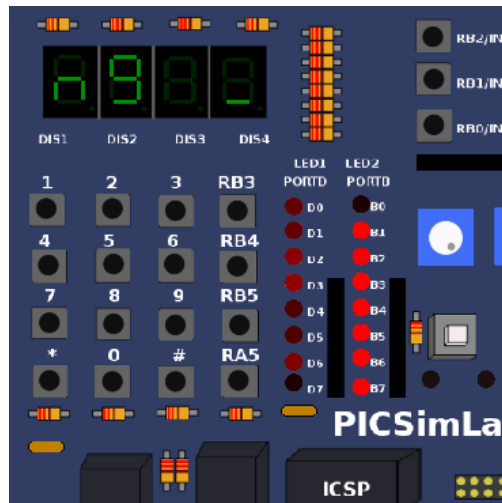 RB2/IN
RB1/IN
RB0/IN
DIS1 DIS2 DIS3 DIS4
LED1 LED2
PORTD PORTB
1 2 3 RB3
D0 B0
D1 B1
4 5 6 RB4
D2 B2
D3 B3
7 8 9 RB5
D4 B4
D5 B5
* 0 # RA5
D6 B6
D7 B7
PICSimLa
ICSP